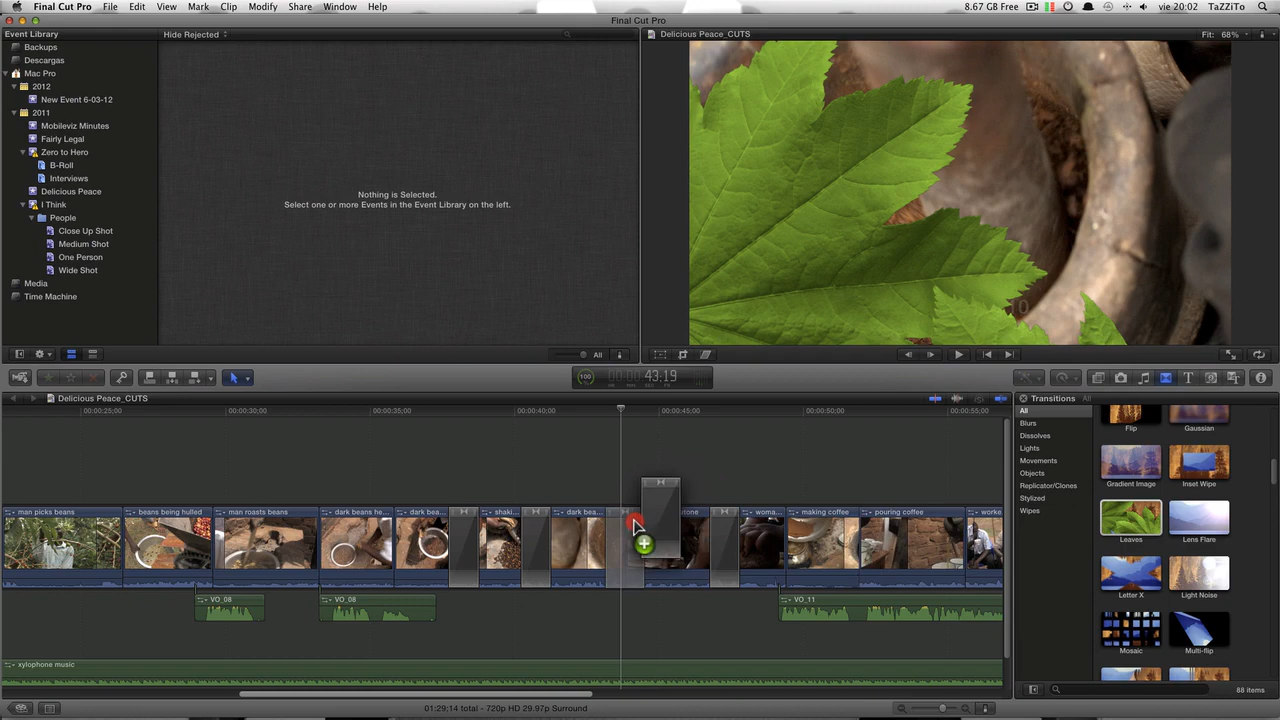 Final Cut Pro File Edit View Mark Clip Modify Share Window Help 8.67 GB Free vie 20:02 TaZZiTo
Final Cut Pro
Event Library
Hide Rejected
Delicious Peace_CUTS
Fit: 68%
Backups
Descargas
Mac Pro
2012
New Event 6-03-12
2011
Mobileviz Minutes
Fairly Legal
Zero to Hero
B-Roll
Interviews
Delicious Peace
I Think
People
Close Up Shot
Medium Shot
One Person
Wide Shot
Media
Time Machine
Nothing is Selected.
Select one or more Events in the Event Library on the left.
All
100
43:19
HR MIN SEC FR
Delicious Peace_CUTS
00:00:25;00 00:00:30;00 00:00:35;00 00:00:40;00 00:00:45;00 00:00:50;00 00:00:55;00
man picks beans
beans being hulled
man roasts beans
dark beans he...
dark bea...
shaki...
dark bea...
tone
woma...
making coffee
pouring coffee
worke
VO_08
VO_08
VO_11
xylophone music
01:29;14 total - 720p HD 29.97p Surround
Transitions All
All
Blurs
Dissolves
Lights
Movements
Objects
Replicator/Clones
Stylized
Wipes
Flip
Gaussian
Gradient Image
Inset Wipe
Leaves
Lens Flare
Letter X
Light Noise
Mosaic
Multi-flip
88 items